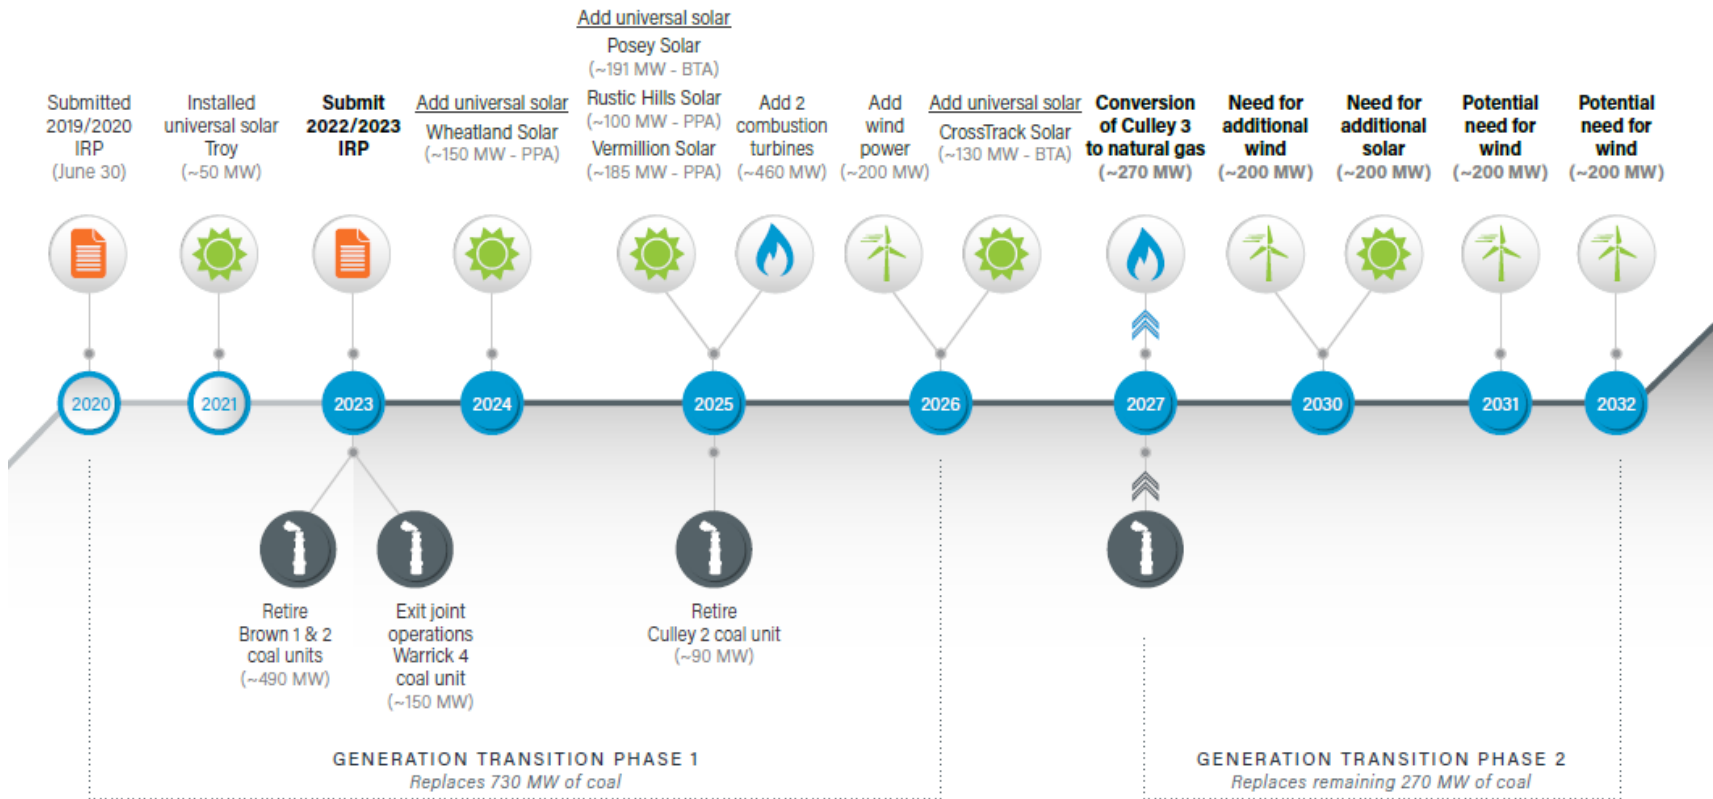 Submitted
2019/2020
IRP
(June 30)
Installed
universal solar
Troy
(~50 MW)
Submit
2022/2023
IRP
Add universal solar
Wheatland Solar
(~150 MW - PPA)
Add universal solar
Posey Solar
(~191 MW - BTA)
Rustic Hills Solar
(~100 MW - PPA)
Vermillion Solar
(~185 MW - PPA)
Add 2
combustion
turbines
(~460 MW)
Add
wind
power
(~200 MW)
Add universal solar
CrossTrack Solar
(~130 MW - BTA)
Conversion
of Culley 3
to natural gas
(~270 MW)
Need for
additional
wind
(~200 MW)
Need for
additional
solar
(~200 MW)
Potential
need for
wind
(~200 MW)
Potential
need for
wind
(~200 MW)
2020
2021
2023
2024
2025
2026
2027
2030
2031
2032
Retire
Brown 1 & 2
coal units
(~490 MW)
Exit joint
operations
Warrick 4
coal unit
(~150 MW)
Retire
Culley 2 coal unit
(~90 MW)
GENERATION TRANSITION PHASE 1
Replaces 730 MW of coal
GENERATION TRANSITION PHASE 2
Replaces remaining 270 MW of coal